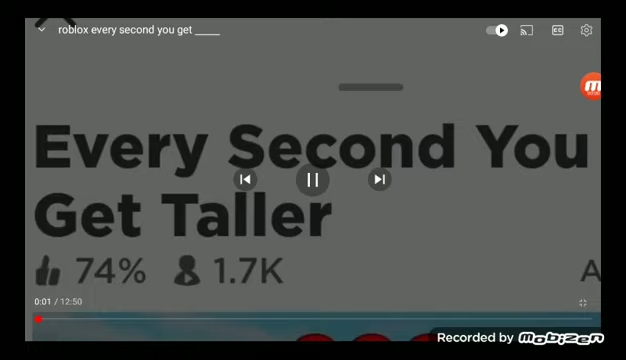 roblox every second you get _____
Every Second You
Get Taller
74% 1.7K
A
0:01 / 12:50
Recorded by Mobizen